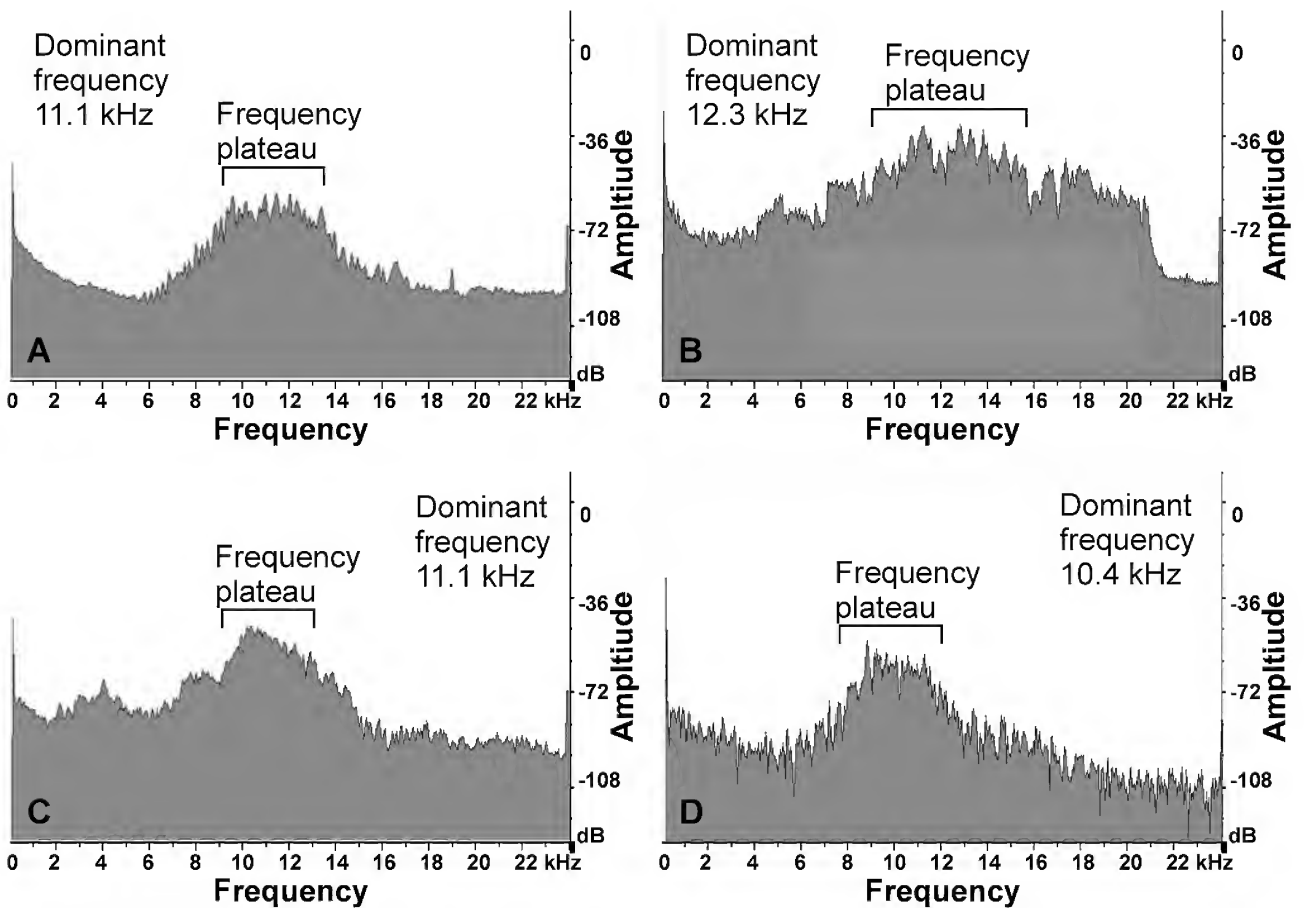 Dominant
frequency
11.1 kHz
Frequency
plateau
0
-36
-72
-108
dB
Ampltiude
A
0 2 4 6 8 10 12 14 16 18 20 22 kHz
Frequency
Dominant
frequency
12.3 kHz
Frequency
plateau
0
-36
-72
-108
dB
Ampltiude
B
0 2 4 6 8 10 12 14 16 18 20 22 kHz
Frequency
Dominant
frequency
11.1 kHz
Frequency
plateau
0
-36
-72
-108
dB
Ampltiude
C
0 2 4 6 8 10 12 14 16 18 20 22 kHz
Frequency
Dominant
frequency
10.4 kHz
Frequency
plateau
0
-36
-72
-108
dB
Ampltiude
D
0 2 4 6 8 10 12 14 16 18 20 22 kHz
Frequency